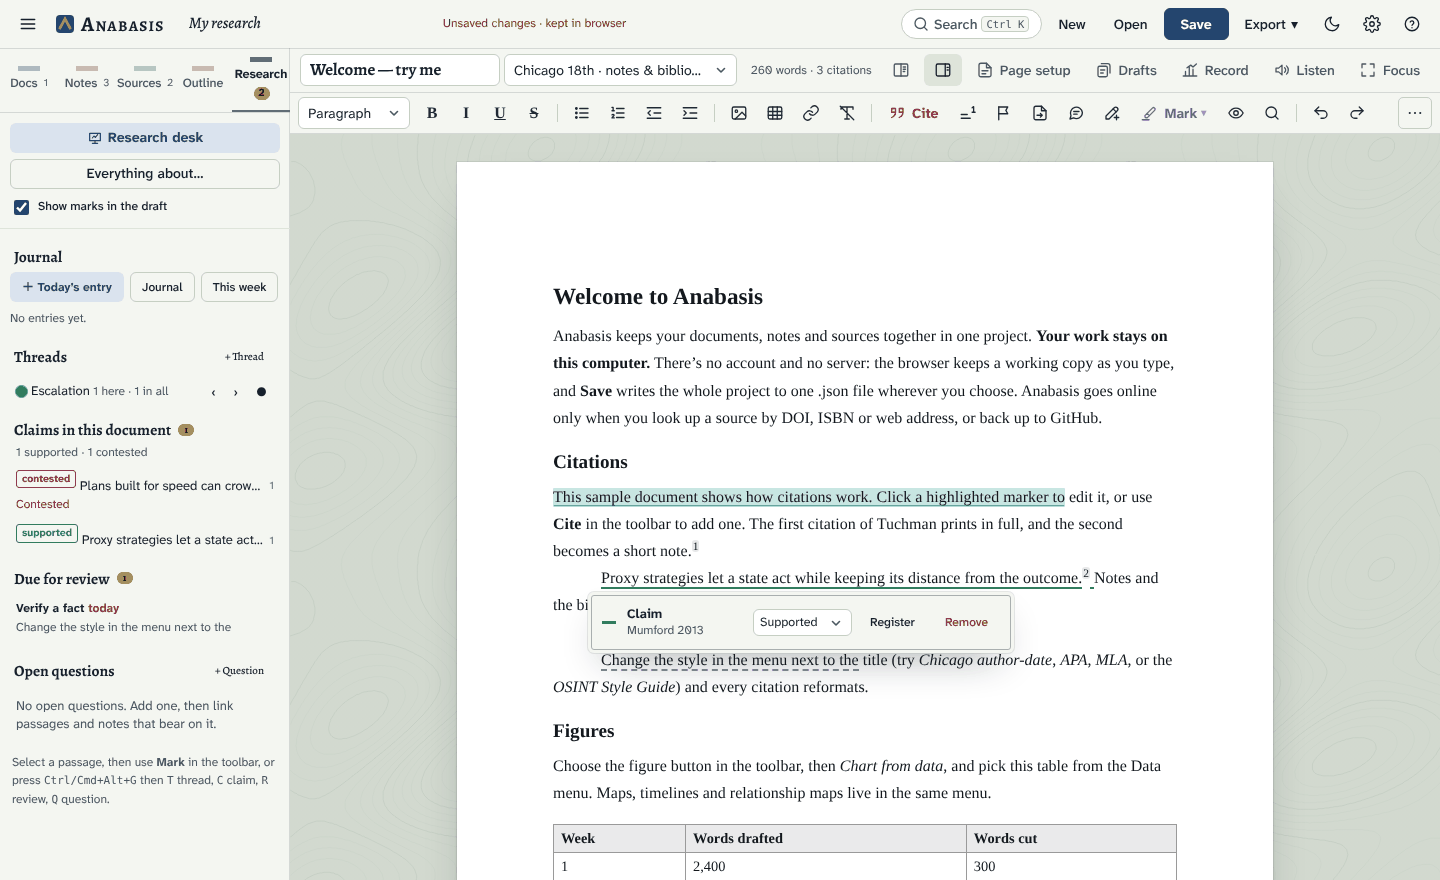 Anabasis
My research
Unsaved changes · kept in browser
Search Ctrl K
New
Open
Save
Export ▾
Docs 1
Notes 3
Sources 2
Outline
Research
2
Welcome — try me
Chicago 18th · notes & biblio...
260 words · 3 citations
Page setup
Drafts
Record
Listen
Focus
Paragraph
B
I
U
S
Cite
Mark ▾
Research desk
Everything about...
Show marks in the draft
Journal
+ Today's entry
Journal
This week
No entries yet.
Threads
+ Thread
Escalation 1 here · 1 in all
‹ ›
Claims in this document 1
1 supported · 1 contested
contested Plans built for speed can crow... 1
Contested
supported Proxy strategies let a state act... 1
Due for review 1
Verify a fact today
Change the style in the menu next to the
Open questions
+ Question
No open questions. Add one, then link
passages and notes that bear on it.
Select a passage, then use Mark in the toolbar, or
press Ctrl/Cmd+Alt+G then T thread, C claim, R
review, Q question.
Welcome to Anabasis
Anabasis keeps your documents, notes and sources together in one project. Your work stays on
this computer. There's no account and no server: the browser keeps a working copy as you type,
and Save writes the whole project to one .json file wherever you choose. Anabasis goes online
only when you look up a source by DOI, ISBN or web address, or back up to GitHub.
Citations
This sample document shows how citations work. Click a highlighted marker to edit it, or use
Cite in the toolbar to add one. The first citation of Tuchman prints in full, and the second
becomes a short note.1
Proxy strategies let a state act while keeping its distance from the outcome.2 Notes and
the bi
Claim
Mumford 2013
Supported
Register
Remove
Change the style in the menu next to the title (try Chicago author-date, APA, MLA, or the
OSINT Style Guide) and every citation reformats.
Figures
Choose the figure button in the toolbar, then Chart from data, and pick this table from the Data
menu. Maps, timelines and relationship maps live in the same menu.
Week
Words drafted
Words cut
1
2,400
300